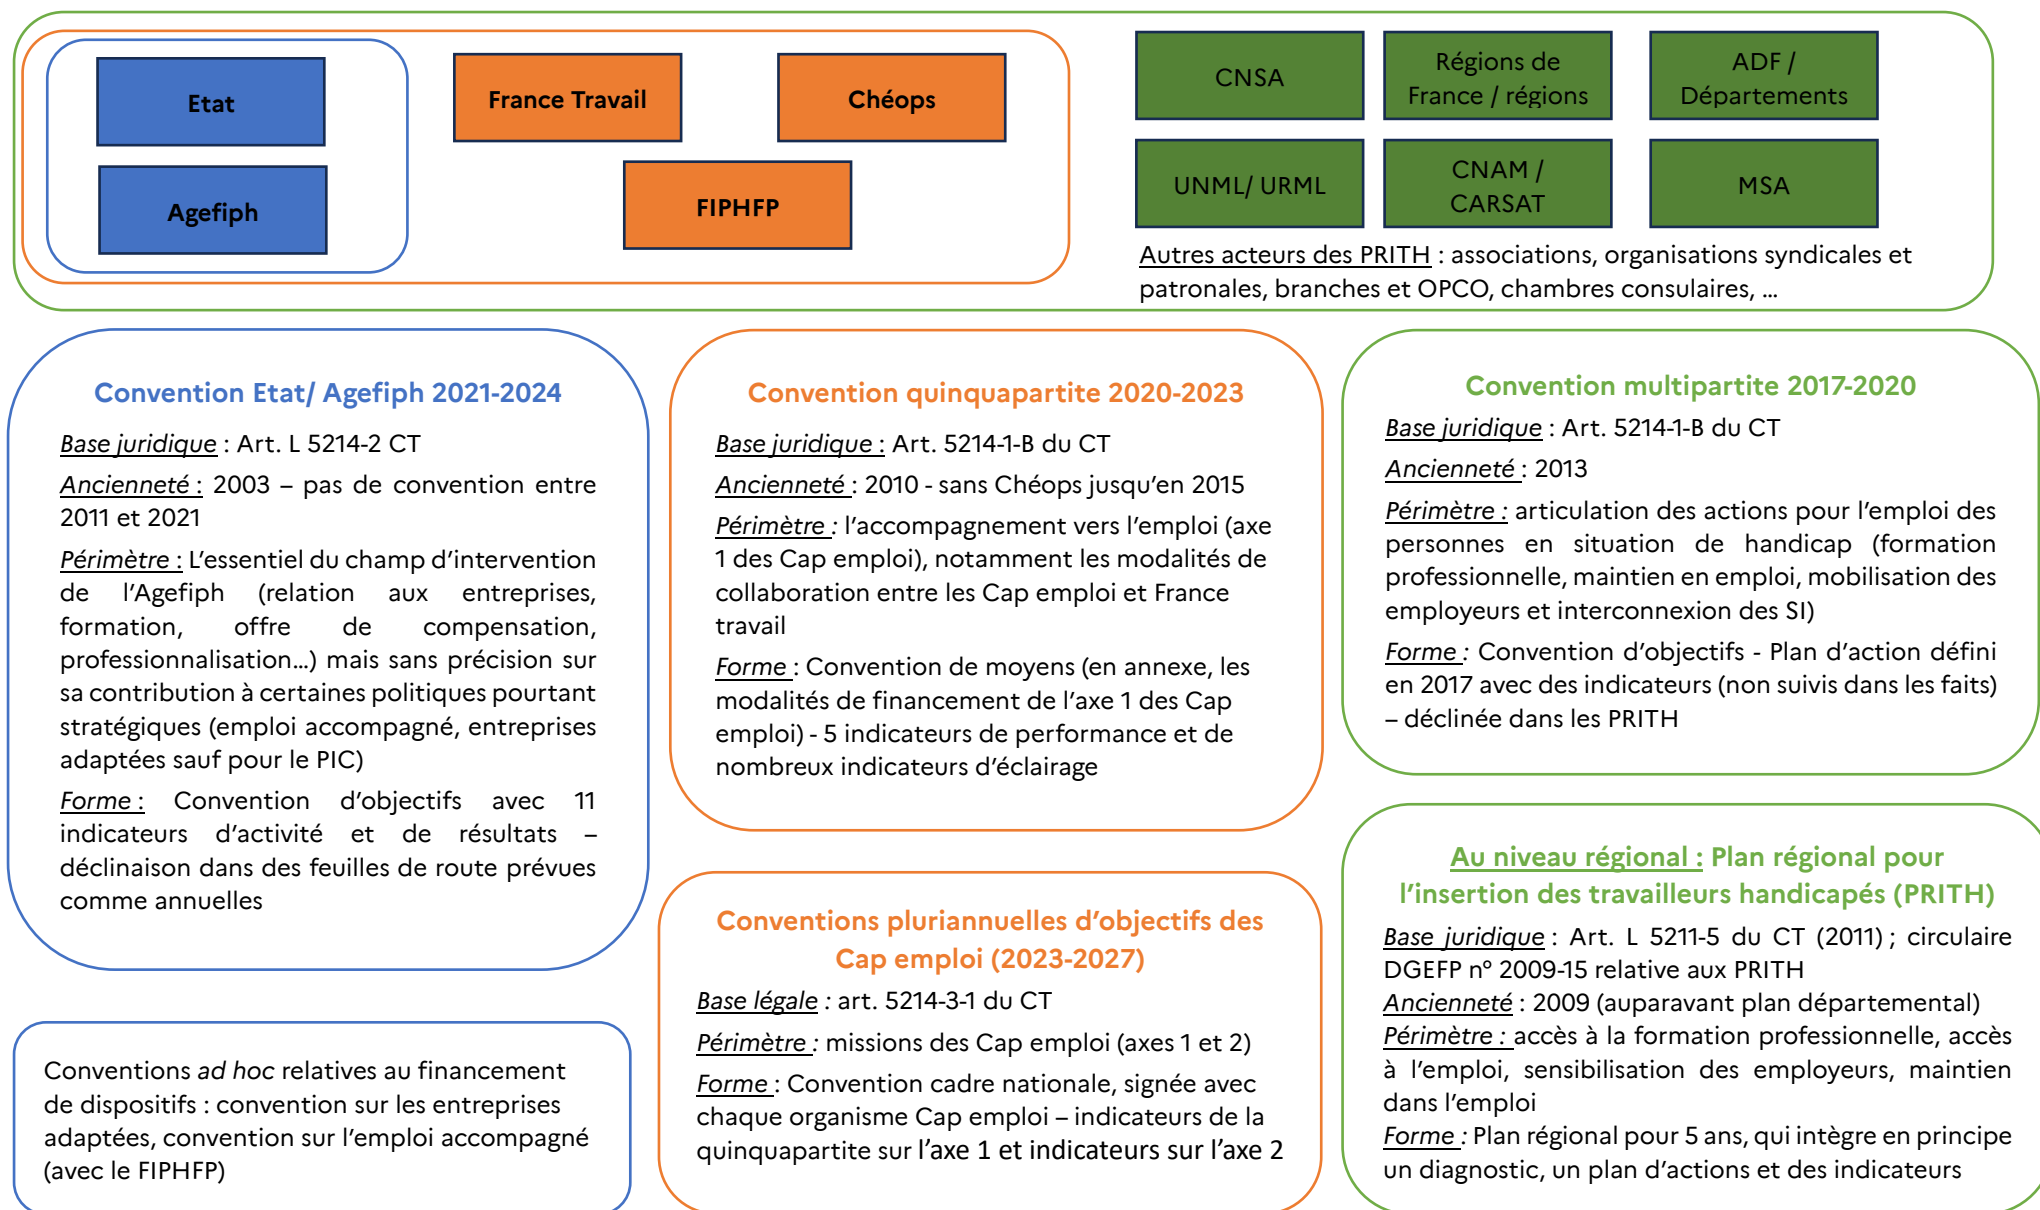 Etat
Agefiph
France Travail
Chéops
FIPHFP
CNSA
Régions de
France / régions
ADF /
Départements
UNML/ URML
CNAM /
CARSAT
MSA
Autres acteurs des PRITH : associations, organisations syndicales et
patronales, branches et OPCO, chambres consulaires, ...
Convention Etat/ Agefiph 2021-2024
Base juridique : Art. L 5214-2 CT
Ancienneté : 2003 – pas de convention entre
2011 et 2021
Périmètre : L'essentiel du champ d'intervention
de l'Agefiph (relation aux entreprises,
formation, offre de compensation,
professionnalisation...) mais sans précision sur
sa contribution à certaines politiques pourtant
stratégiques (emploi accompagné, entreprises
adaptées sauf pour le PIC)
Forme : Convention d'objectifs avec 11
indicateurs d'activité et de résultats –
déclinaison dans des feuilles de route prévues
comme annuelles
Conventions ad hoc relatives au financement
de dispositifs : convention sur les entreprises
adaptées, convention sur l'emploi accompagné
(avec le FIPHFP)
Convention quinquapartite 2020-2023
Base juridique : Art. 5214-1-B du CT
Ancienneté : 2010 - sans Chéops jusqu'en 2015
Périmètre : l'accompagnement vers l'emploi (axe
1 des Cap emploi), notamment les modalités de
collaboration entre les Cap emploi et France
travail
Forme : Convention de moyens (en annexe, les
modalités de financement de l'axe 1 des Cap
emploi) - 5 indicateurs de performance et de
nombreux indicateurs d'éclairage
Conventions pluriannuelles d'objectifs des
Cap emploi (2023-2027)
Base légale : art. 5214-3-1 du CT
Périmètre : missions des Cap emploi (axes 1 et 2)
Forme : Convention cadre nationale, signée avec
chaque organisme Cap emploi – indicateurs de la
quinquapartite sur l'axe 1 et indicateurs sur l'axe 2
Convention multipartite 2017-2020
Base juridique : Art. 5214-1-B du CT
Ancienneté : 2013
Périmètre : articulation des actions pour l'emploi des
personnes en situation de handicap (formation
professionnelle, maintien en emploi, mobilisation des
employeurs et interconnexion des SI)
Forme : Convention d'objectifs - Plan d'action défini
en 2017 avec des indicateurs (non suivis dans les faits)
– déclinée dans les PRITH
Au niveau régional : Plan régional pour
l'insertion des travailleurs handicapés (PRITH)
Base juridique : Art. L 5211-5 du CT (2011) ; circulaire
DGEFP n° 2009-15 relative aux PRITH
Ancienneté : 2009 (auparavant plan départemental)
Périmètre : accès à la formation professionnelle, accès
à l'emploi, sensibilisation des employeurs, maintien
dans l'emploi
Forme : Plan régional pour 5 ans, qui intègre en principe
un diagnostic, un plan d'actions et des indicateurs